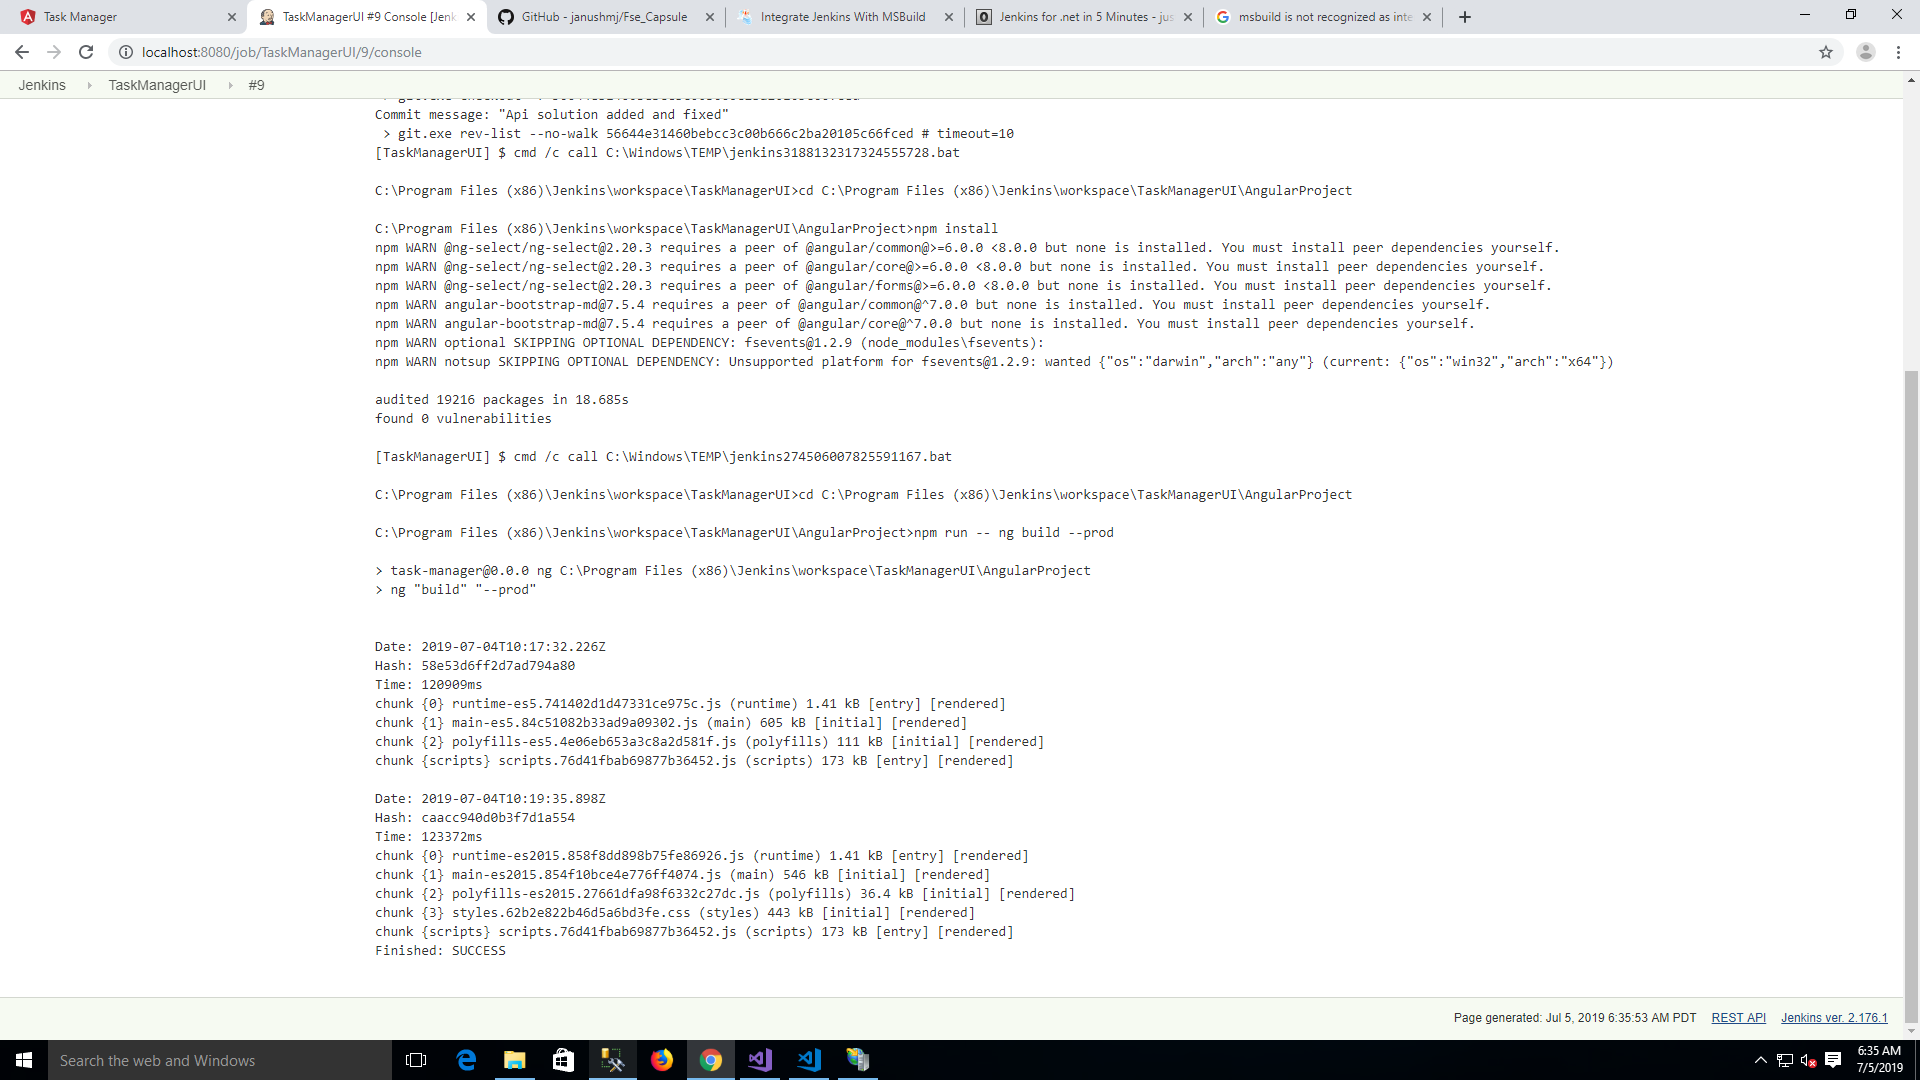 Task Manager
TaskManagerUI #9 Console [Jenk
GitHub - janushmj/Fse_Capsule
Integrate Jenkins With MSBuild
Jenkins for .net in 5 Minutes - jus
msbuild is not recognized as inte
localhost:8080/job/TaskManagerUI/9/console
Jenkins
TaskManagerUI
#9
Commit message: "Api solution added and fixed"
> git.exe rev-list --no-walk 56644e31460bebcc3c00b666c2ba20105c66fced # timeout=10
[TaskManagerUI] $ cmd /c call C:\Windows\TEMP\jenkins3188132317324555728.bat
C:\Program Files (x86)\Jenkins\workspace\TaskManagerUI>cd C:\Program Files (x86)\Jenkins\workspace\TaskManagerUI\AngularProject
C:\Program Files (x86)\Jenkins\workspace\TaskManagerUI\AngularProject>npm install
npm WARN @ng-select/ng-select@2.20.3 requires a peer of @angular/common@>=6.0.0 <8.0.0 but none is installed. You must install peer dependencies yourself.
npm WARN @ng-select/ng-select@2.20.3 requires a peer of @angular/core@>=6.0.0 <8.0.0 but none is installed. You must install peer dependencies yourself.
npm WARN @ng-select/ng-select@2.20.3 requires a peer of @angular/forms@>=6.0.0 <8.0.0 but none is installed. You must install peer dependencies yourself.
npm WARN angular-bootstrap-md@7.5.4 requires a peer of @angular/common@^7.0.0 but none is installed. You must install peer dependencies yourself.
npm WARN angular-bootstrap-md@7.5.4 requires a peer of @angular/core@^7.0.0 but none is installed. You must install peer dependencies yourself.
npm WARN optional SKIPPING OPTIONAL DEPENDENCY: fsevents@1.2.9 (node_modules\fsevents):
npm WARN notsup SKIPPING OPTIONAL DEPENDENCY: Unsupported platform for fsevents@1.2.9: wanted {"os":"darwin","arch":"any"} (current: {"os":"win32","arch":"x64"})
audited 19216 packages in 18.685s
found 0 vulnerabilities
[TaskManagerUI] $ cmd /c call C:\Windows\TEMP\jenkins274506007825591167.bat
C:\Program Files (x86)\Jenkins\workspace\TaskManagerUI>cd C:\Program Files (x86)\Jenkins\workspace\TaskManagerUI\AngularProject
C:\Program Files (x86)\Jenkins\workspace\TaskManagerUI\AngularProject>npm run -- ng build --prod
> task-manager@0.0.0 ng C:\Program Files (x86)\Jenkins\workspace\TaskManagerUI\AngularProject
> ng "build" "--prod"
Date: 2019-07-04T10:17:32.226Z
Hash: 58e53d6ff2d7ad794a80
Time: 120909ms
chunk {0} runtime-es5.741402d1d47331ce975c.js (runtime) 1.41 kB [entry] [rendered]
chunk {1} main-es5.84c51082b33ad9a09302.js (main) 605 kB [initial] [rendered]
chunk {2} polyfills-es5.4e06eb653a3c8a2d581f.js (polyfills) 111 kB [initial] [rendered]
chunk {scripts} scripts.76d41fbab69877b36452.js (scripts) 173 kB [entry] [rendered]
Date: 2019-07-04T10:19:35.898Z
Hash: caacc940d0b3f7d1a554
Time: 123372ms
chunk {0} runtime-es2015.858f8dd898b75fe86926.js (runtime) 1.41 kB [entry] [rendered]
chunk {1} main-es2015.854f10bce4e776ff4074.js (main) 546 kB [initial] [rendered]
chunk {2} polyfills-es2015.27661dfa98f6332c27dc.js (polyfills) 36.4 kB [initial] [rendered]
chunk {3} styles.62b2e822b46d5a6bd3fe.css (styles) 443 kB [initial] [rendered]
chunk {scripts} scripts.76d41fbab69877b36452.js (scripts) 173 kB [entry] [rendered]
Finished: SUCCESS
Page generated: Jul 5, 2019 6:35:53 AM PDT
REST API
Jenkins ver. 2.176.1
Search the web and Windows
6:35 AM
7/5/2019